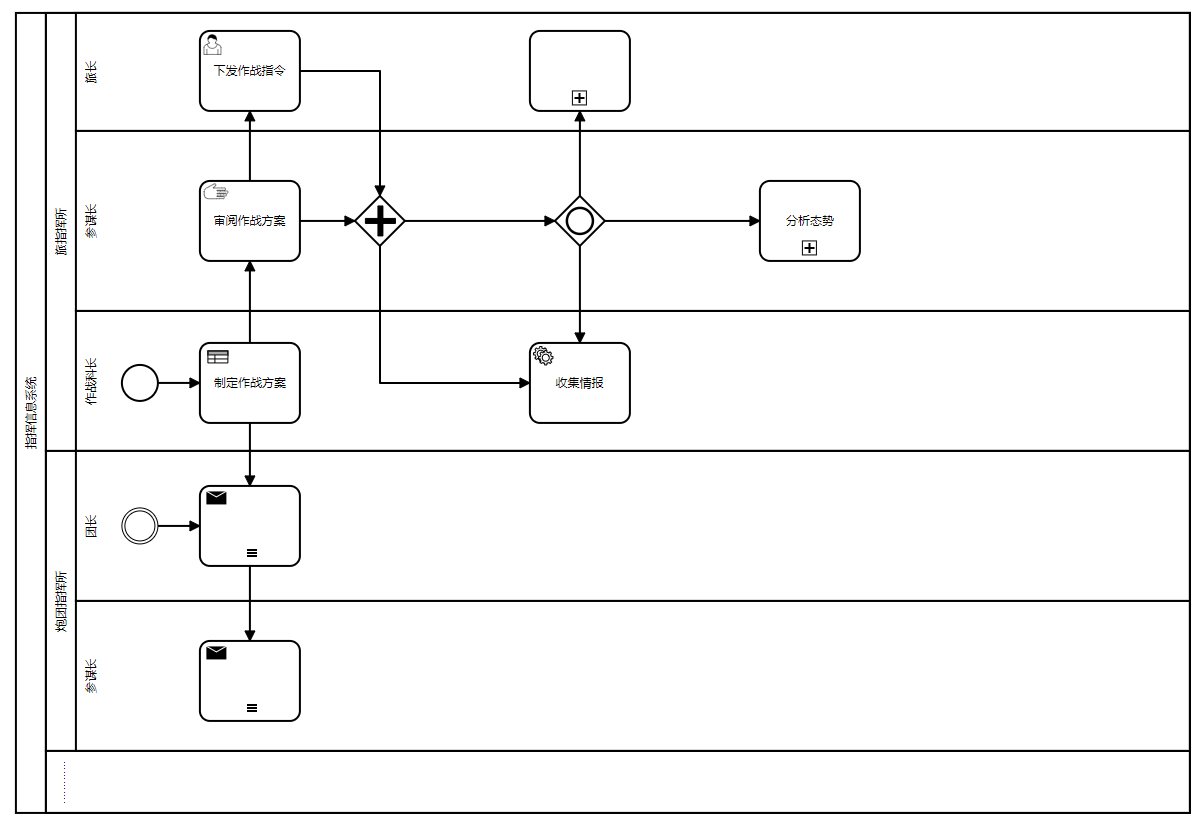 指挥信息系统
旅指挥所
旅长
下发作战指令
参谋长
审阅作战方案
分析态势
作战科长
制定作战方案
收集情报
炮团指挥所
团长
参谋长